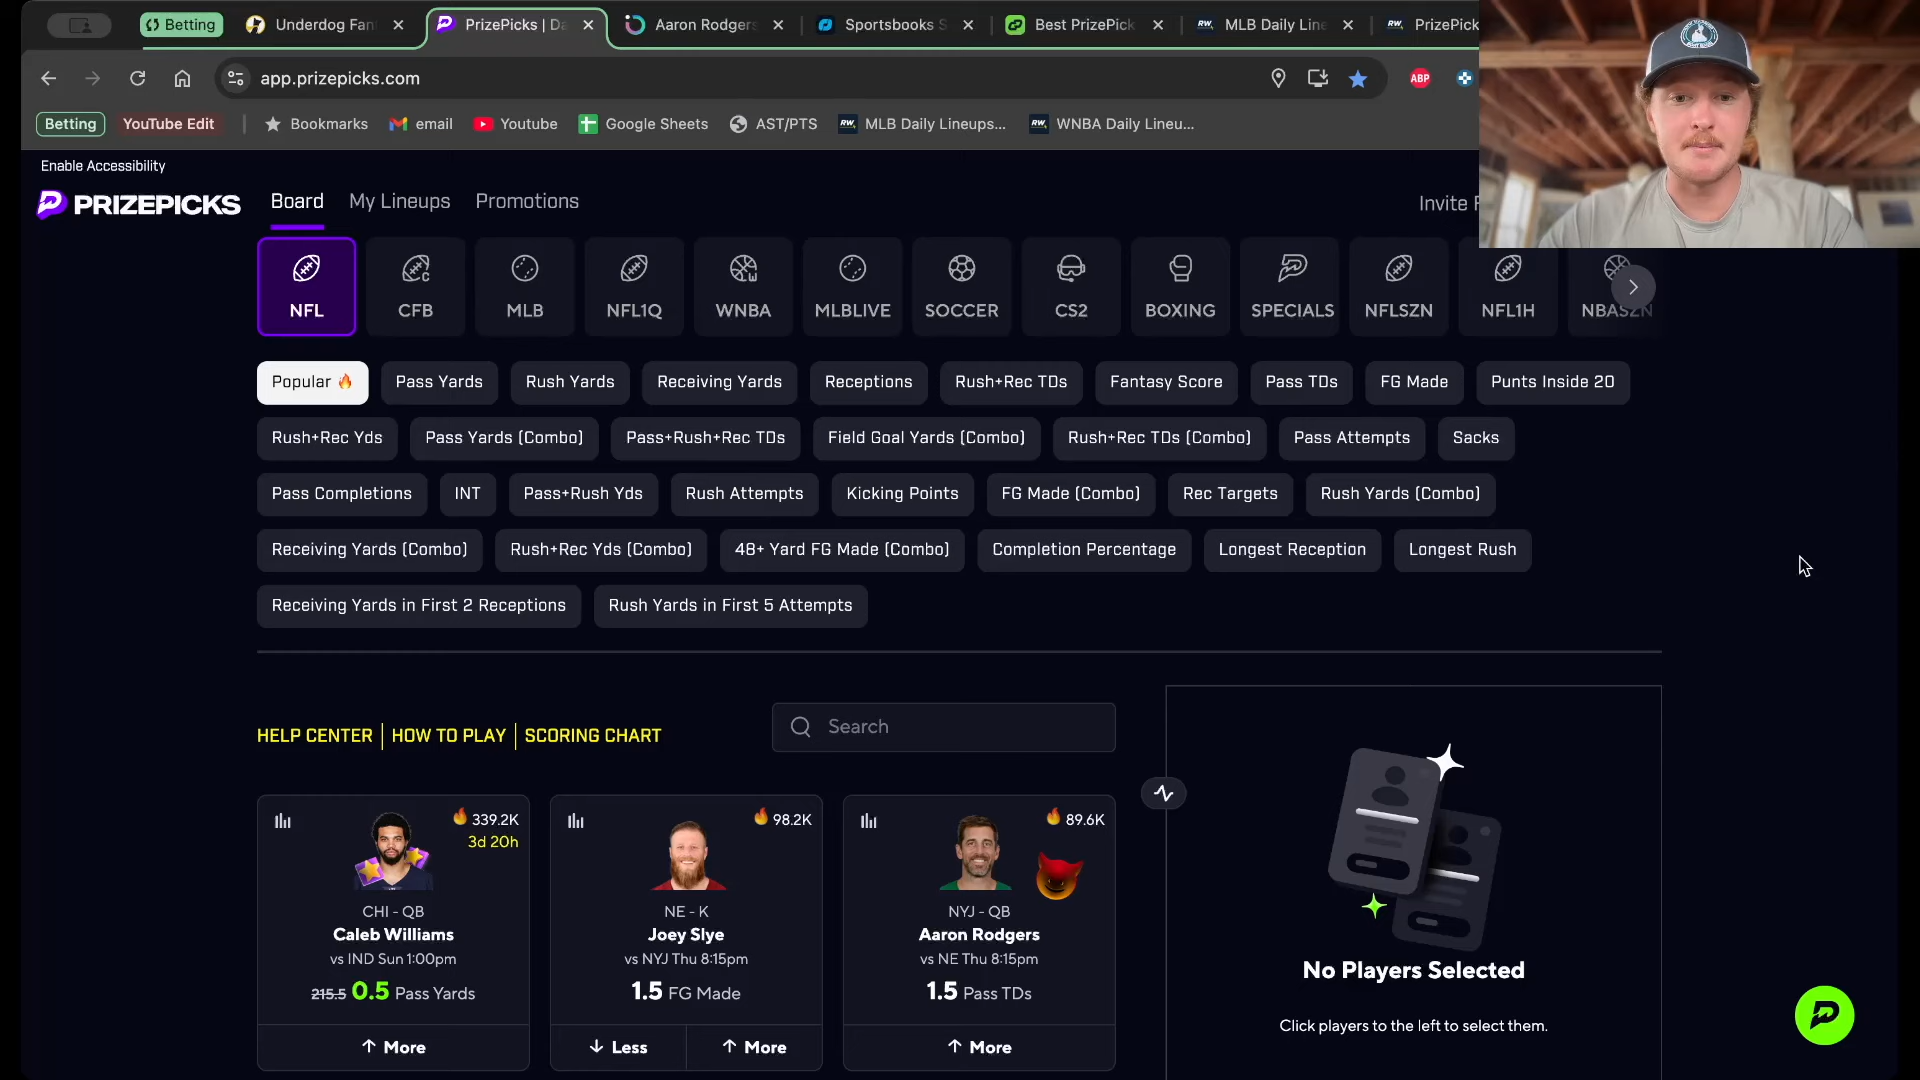 Betting
Underdog Fan
PrizePicks | Da
Aaron Rodgers
Sportsbooks S
Best PrizePick
MLB Daily Line
PrizePick
app.prizepicks.com
ABP
Betting
YouTube Edit
Bookmarks
email
Youtube
Google Sheets
AST/PTS
RW MLB Daily Lineups...
RW WNBA Daily Lineu...
Enable Accessibility
PRIZEPICKS
Board
My Lineups
Promotions
Invite F
NFL
CFB
MLB
NFL1Q
WNBA
MLBLIVE
SOCCER
CS2
BOXING
SPECIALS
NFLSZN
NFL1H
NBASZN
Popular 🔥
Pass Yards
Rush Yards
Receiving Yards
Receptions
Rush+Rec TDs
Fantasy Score
Pass TDs
FG Made
Punts Inside 20
Rush+Rec Yds
Pass Yards (Combo)
Pass+Rush+Rec TDs
Field Goal Yards (Combo)
Rush+Rec TDs (Combo)
Pass Attempts
Sacks
Pass Completions
INT
Pass+Rush Yds
Rush Attempts
Kicking Points
FG Made (Combo)
Rec Targets
Rush Yards (Combo)
Receiving Yards (Combo)
Rush+Rec Yds (Combo)
48+ Yard FG Made (Combo)
Completion Percentage
Longest Reception
Longest Rush
Receiving Yards in First 2 Receptions
Rush Yards in First 5 Attempts
HELP CENTER | HOW TO PLAY | SCORING CHART
Search
339.2K
3d 20h
CHI - QB
Caleb Williams
vs IND Sun 1:00pm
215.5 0.5 Pass Yards
↑ More
98.2K
NE - K
Joey Slye
vs NYJ Thu 8:15pm
1.5 FG Made
↓ Less
↑ More
89.6K
NYJ - QB
Aaron Rodgers
vs NE Thu 8:15pm
1.5 Pass TDs
↑ More
No Players Selected
Click players to the left to select them.